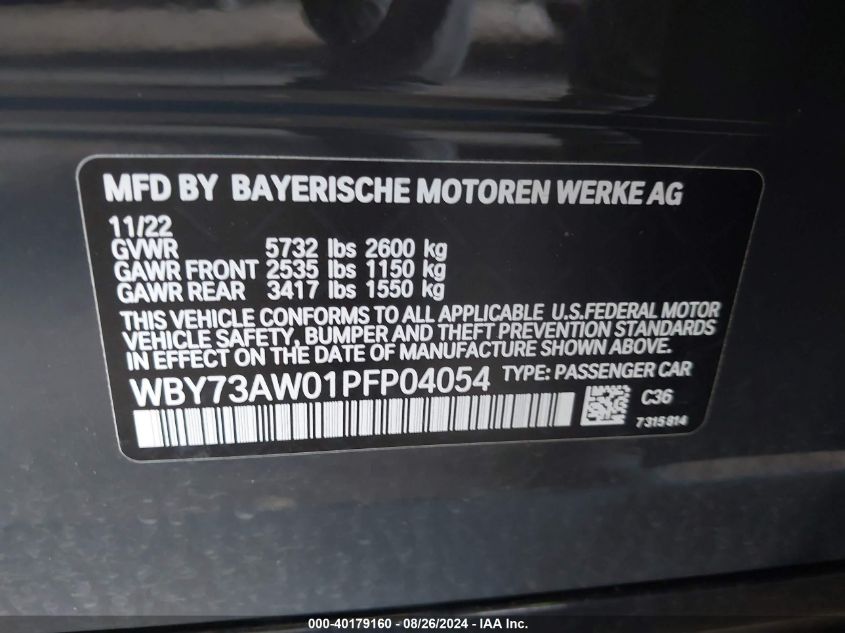 MFD BY BAYERISCHE MOTOREN WERKE AG
11/22
GVWR 5732 lbs 2600 kg
GAWR FRONT 2535 lbs 1150 kg
GAWR REAR 3417 lbs 1550 kg
THIS VEHICLE CONFORMS TO ALL APPLICABLE U.S.FEDERAL MOTOR
VEHICLE SAFETY, BUMPER AND THEFT PREVENTION STANDARDS
IN EFFECT ON THE DATE OF MANUFACTURE SHOWN ABOVE.
WBY73AW01PFP04054 TYPE: PASSENGER CAR
C36
7315814
000-40179160 - 08/26/2024 - IAA Inc.